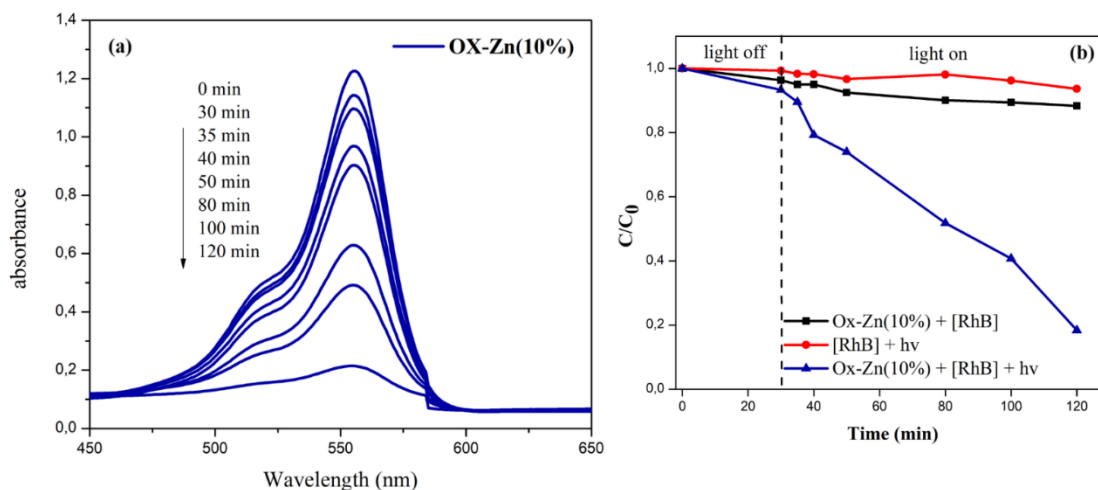 (a)
OX-Zn(10%)
0 min
30 min
35 min
40 min
50 min
80 min
100 min
120 min
1,4
1,2
1,0
0,8
0,6
0,4
0,2
0,0
absorbance
450
500
550
600
650
Wavelength (nm)
light off
light on
(b)
1,0
0,8
0,6
0,4
0,2
0,0
C/C0
Ox-Zn(10%) + [RhB]
[RhB] + hv
Ox-Zn(10%) + [RhB] + hv
0
20
40
60
80
100
120
Time (min)